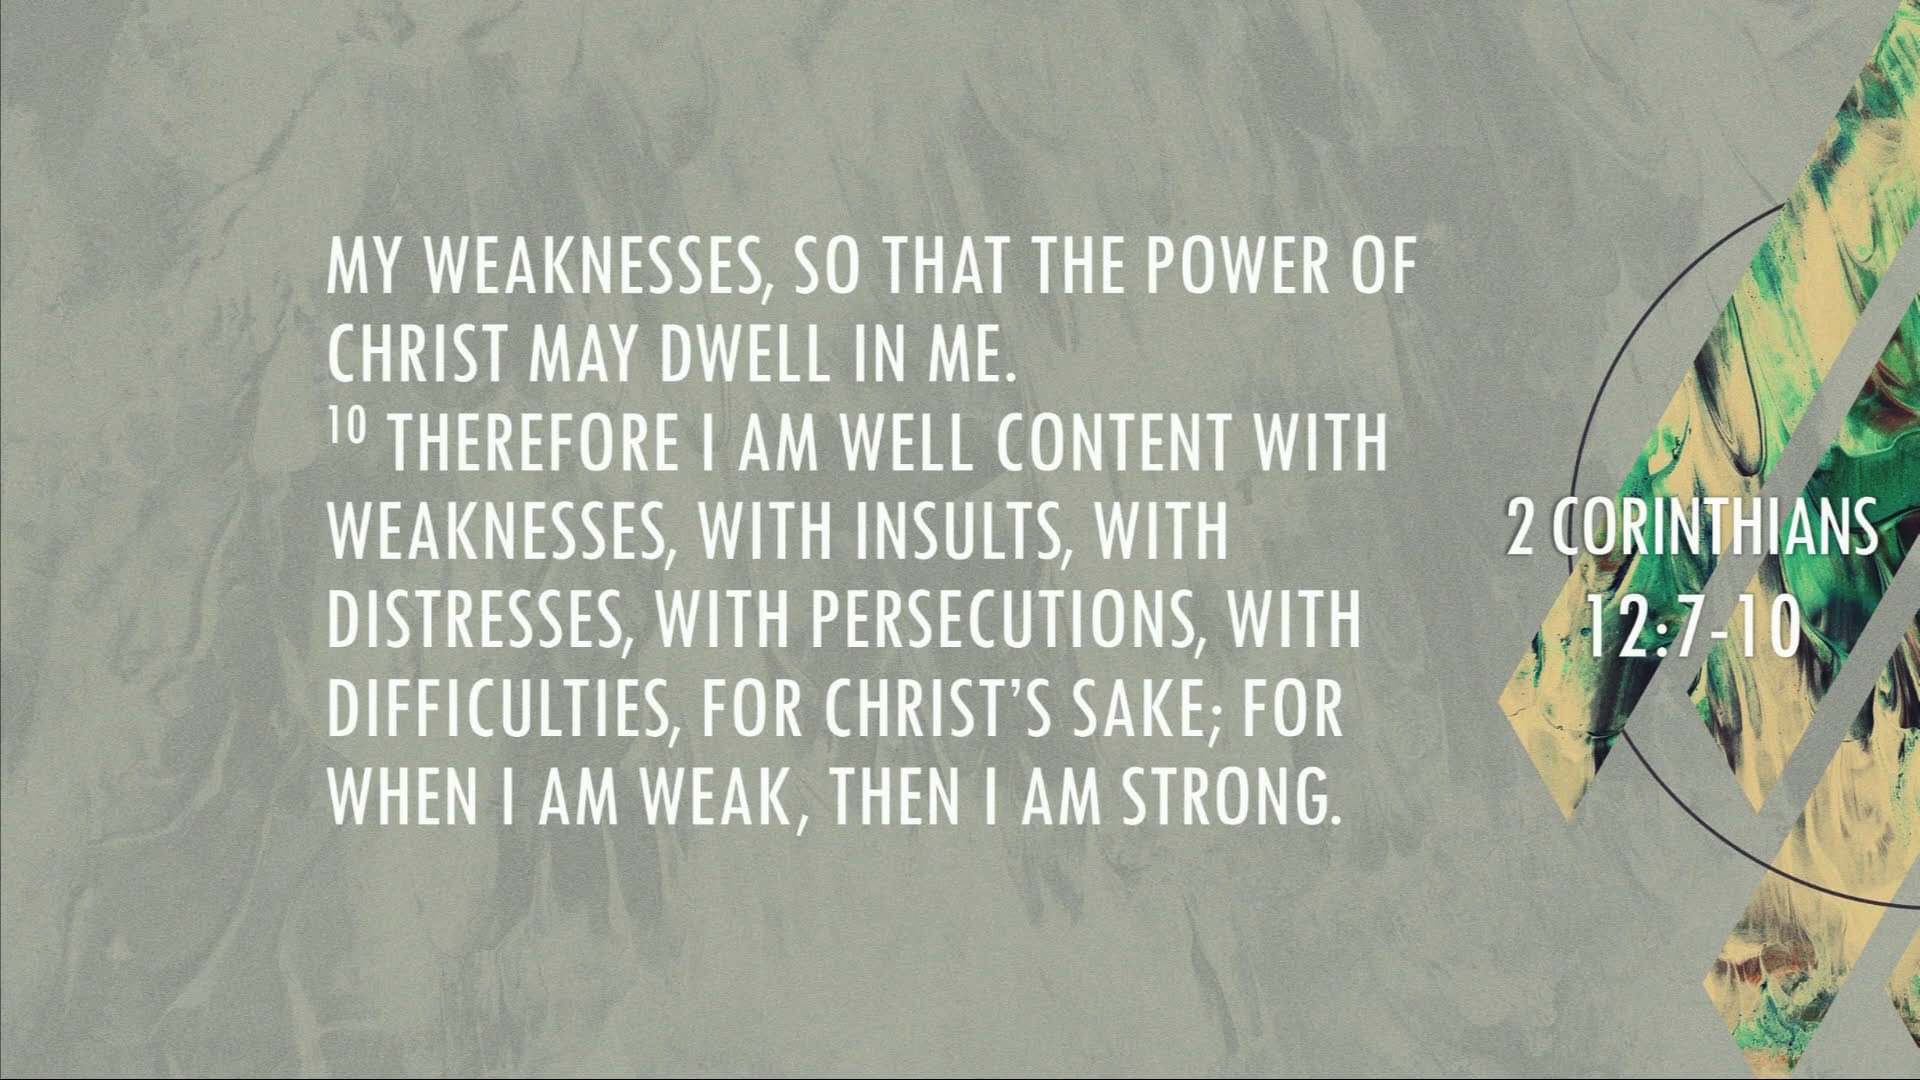 MY WEAKNESSES, SO THAT THE POWER OF
CHRIST MAY DWELL IN ME.
10 THEREFORE I AM WELL CONTENT WITH
WEAKNESSES, WITH INSULTS, WITH
DISTRESSES, WITH PERSECUTIONS, WITH
DIFFICULTIES, FOR CHRIST’S SAKE; FOR
WHEN I AM WEAK, THEN I AM STRONG.
2 CORINTHIANS
12:7-10